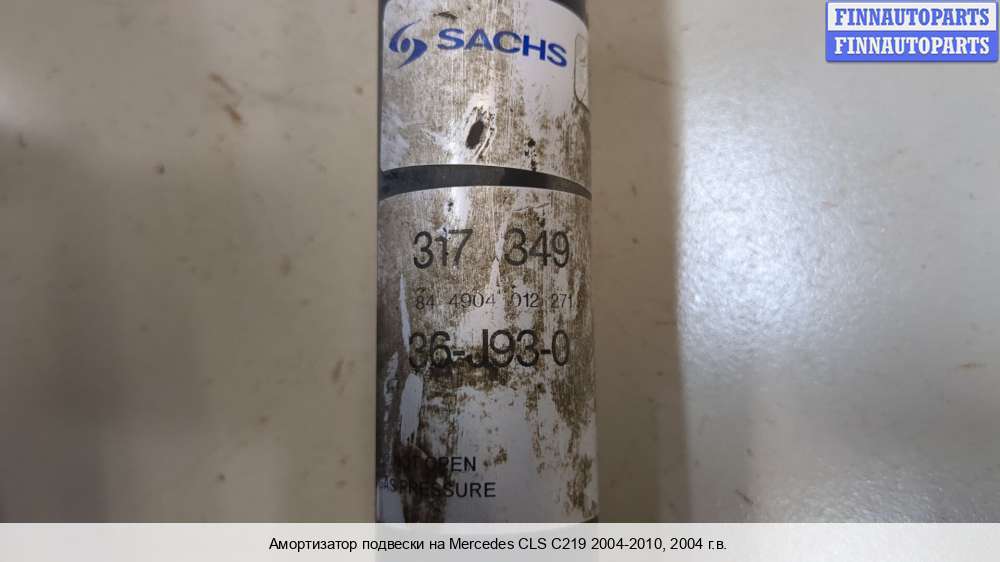 FINNAUTOPARTS
FINNAUTOPARTS
SACHS
317 349
84 4904 012 271
36-J93-0
OPEN
PRESSURE
Амортизатор подвески на Mercedes CLS C219 2004-2010, 2004 г.в.